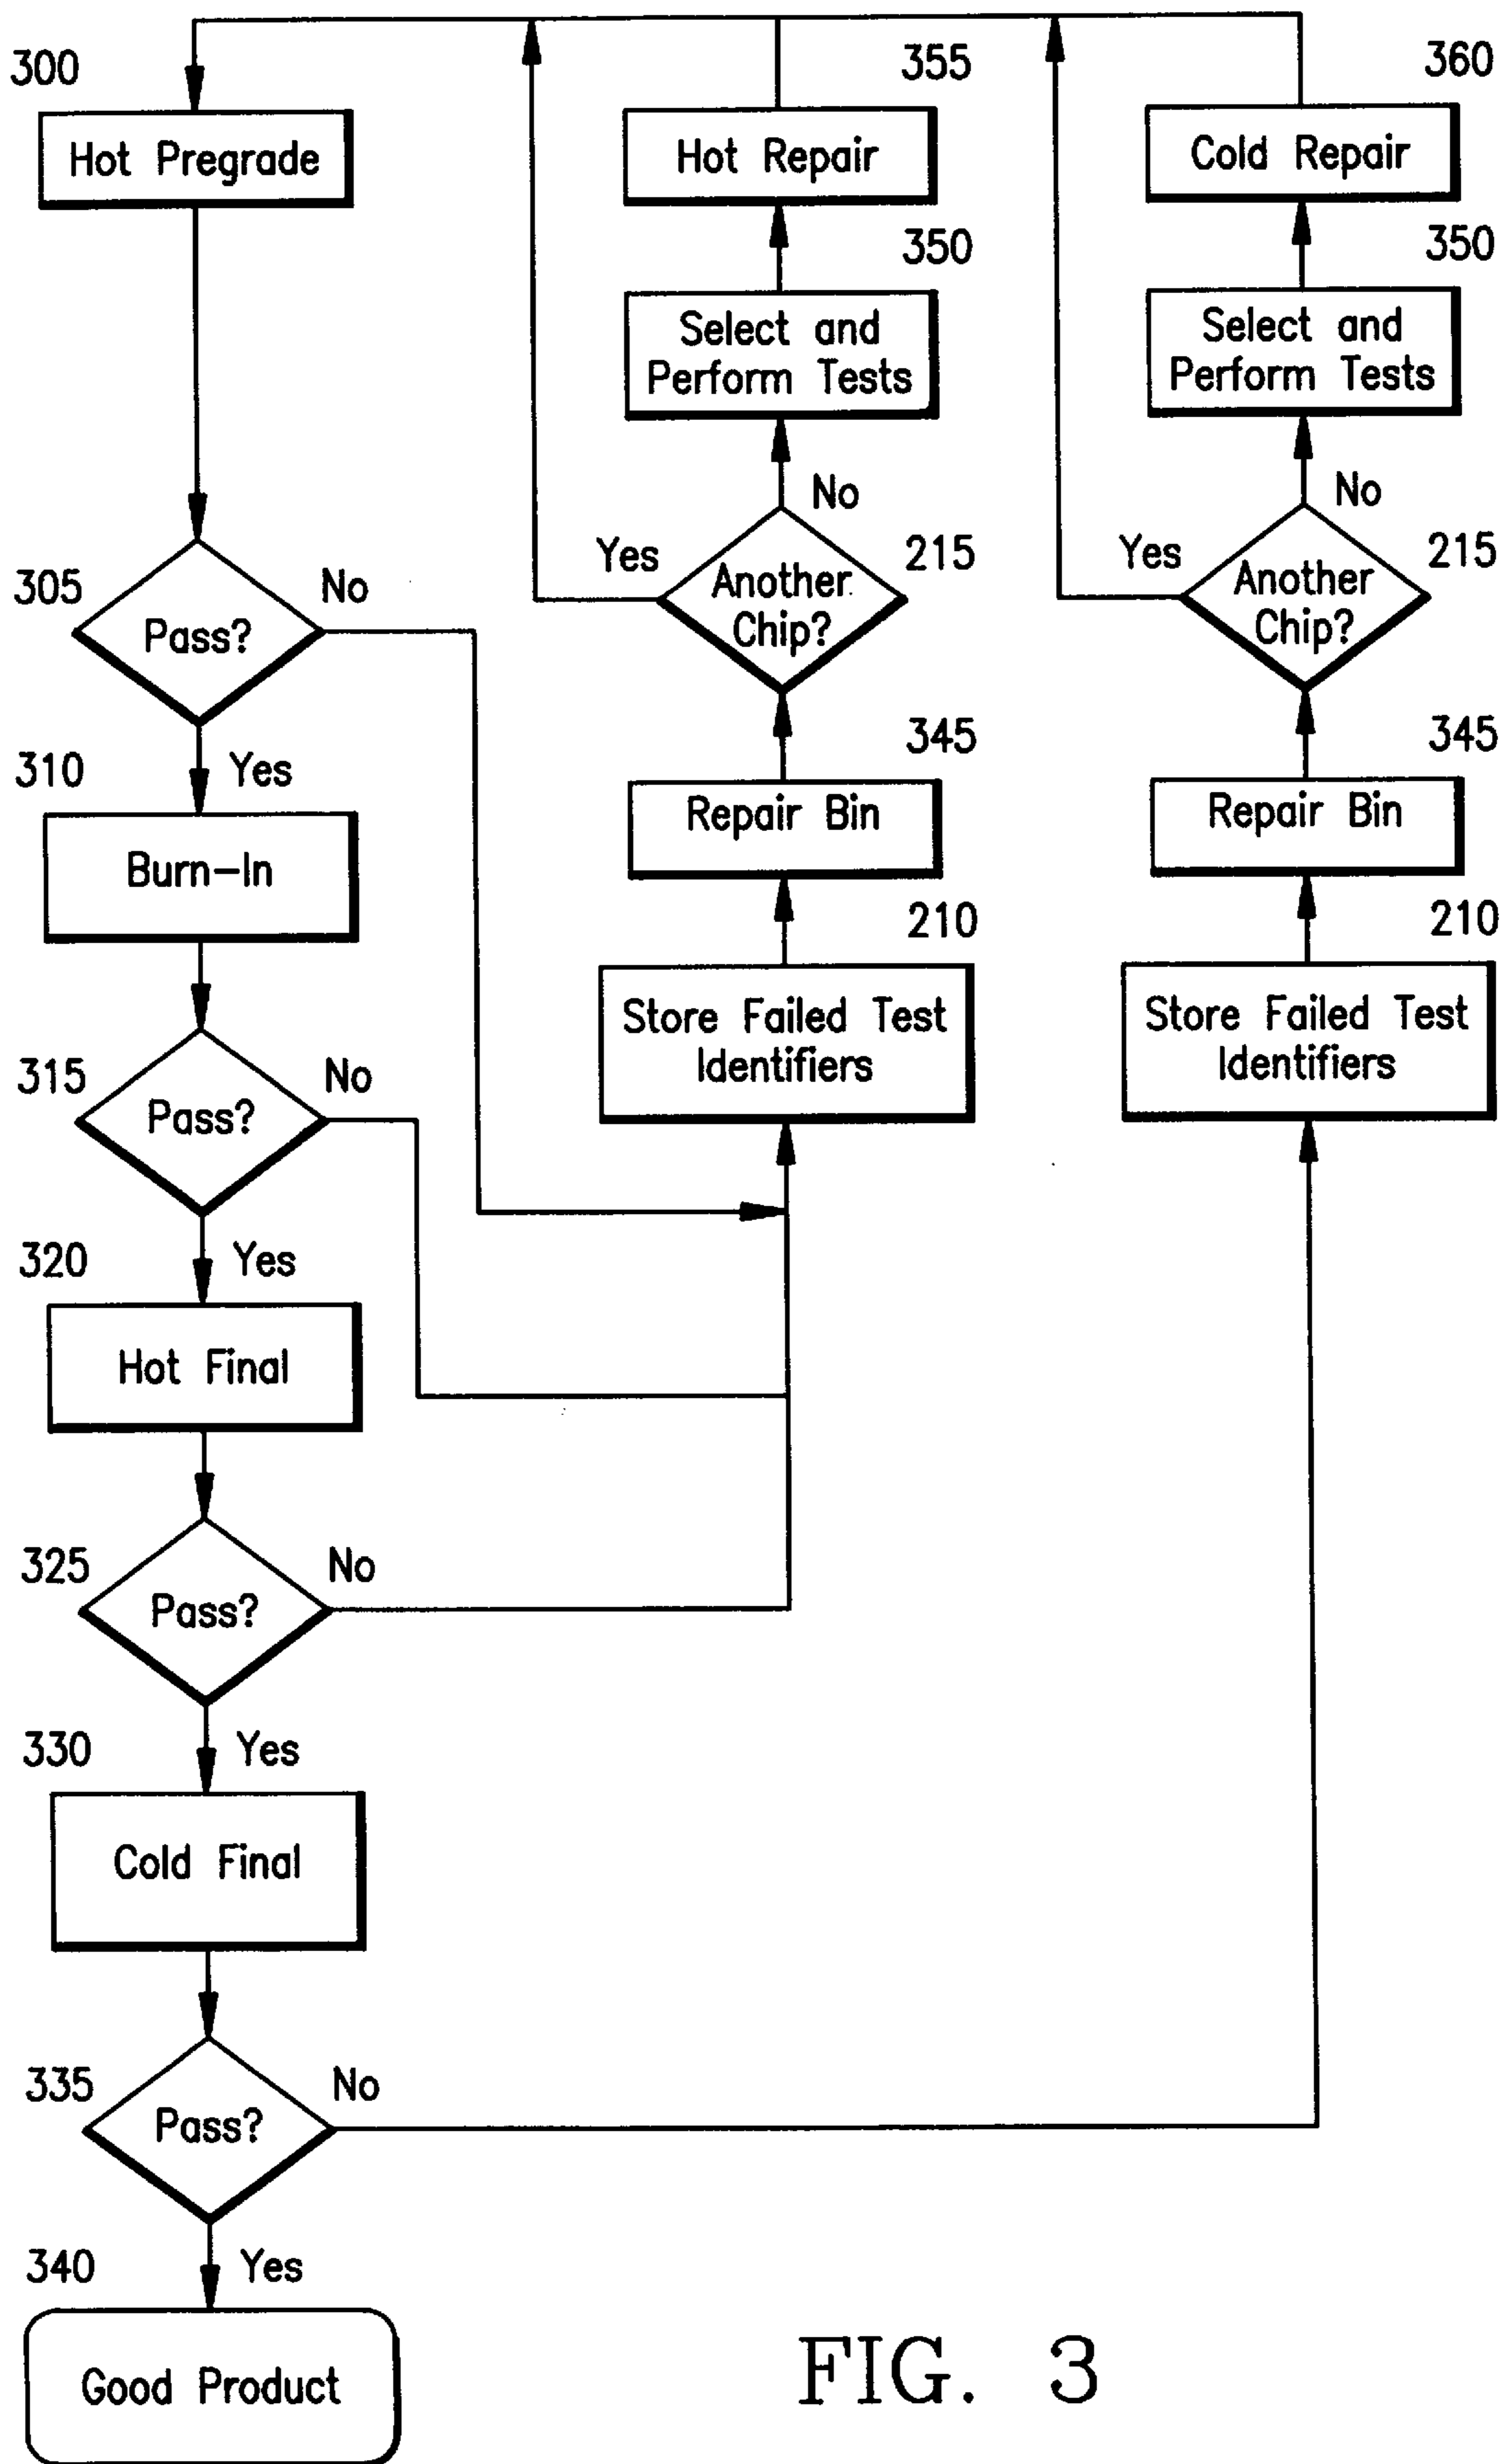 300
Hot Pregrade
305
Pass?
No
Yes
310
Burn-In
315
Pass?
No
Yes
320
Hot Final
325
Pass?
No
Yes
330
Cold Final
335
Pass?
No
Yes
340
Good Product
355
Hot Repair
350
Select and
Perform Tests
No
Yes
215
Another
Chip?
345
Repair Bin
210
Store Failed Test
Identifiers
360
Cold Repair
350
Select and
Perform Tests
No
Yes
215
Another
Chip?
345
Repair Bin
210
Store Failed Test
Identifiers
FIG. 3